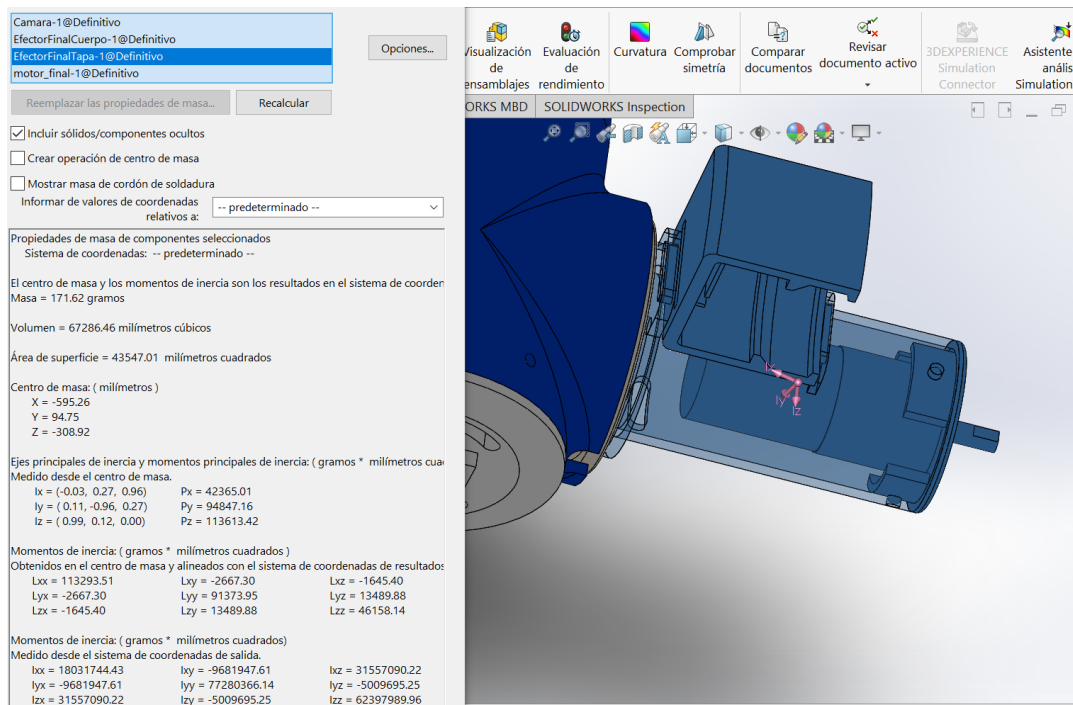 Camara-1@Definitivo
EfectorFinalCuerpo-1@Definitivo
EfectorFinalTapa-1@Definitivo
motor_final-1@Definitivo
Opciones...
Reemplazar las propiedades de masa...
Recalcular
Incluir sólidos/componentes ocultos
Crear operación de centro de masa
Mostrar masa de cordón de soldadura
Informar de valores de coordenadas
relativos a:
-- predeterminado --
Propiedades de masa de componentes seleccionados
Sistema de coordenadas: -- predeterminado --
El centro de masa y los momentos de inercia son los resultados en el sistema de coorden
Masa = 171.62 gramos
Volumen = 67286.46 milímetros cúbicos
Área de superficie = 43547.01 milímetros cuadrados
Centro de masa: ( milímetros )
X = -595.26
Y = 94.75
Z = -308.92
Ejes principales de inercia y momentos principales de inercia: ( gramos * milímetros cua
Medido desde el centro de masa.
Ix = (-0.03, 0.27, 0.96) Px = 42365.01
Iy = ( 0.11, -0.96, 0.27) Py = 94847.16
Iz = ( 0.99, 0.12, 0.00) Pz = 113613.42
Momentos de inercia: ( gramos * milímetros cuadrados )
Obtenidos en el centro de masa y alineados con el sistema de coordenadas de resultados
Lxx = 113293.51 Lxy = -2667.30 Lxz = -1645.40
Lyx = -2667.30 Lyy = 91373.95 Lyz = 13489.88
Lzx = -1645.40 Lzy = 13489.88 Lzz = 46158.14
Momentos de inercia: ( gramos * milímetros cuadrados)
Medido desde el sistema de coordenadas de salida.
Ixx = 18031744.43 Ixy = -9681947.61 Ixz = 31557090.22
Iyx = -9681947.61 Iyy = 77280366.14 Iyz = -5009695.25
Izx = 31557090.22 Izy = -5009695.25 Izz = 62397989.96
Visualización
de
ensamblajes
Evaluación
de
rendimiento
Curvatura
Comprobar
simetría
Comparar
documentos
Revisar
documento activo
3DEXPERIENCE
Simulation
Connector
Asistente
anális
Simulation
ORKS MBD
SOLIDWORKS Inspection
Ix
Iy
Iz